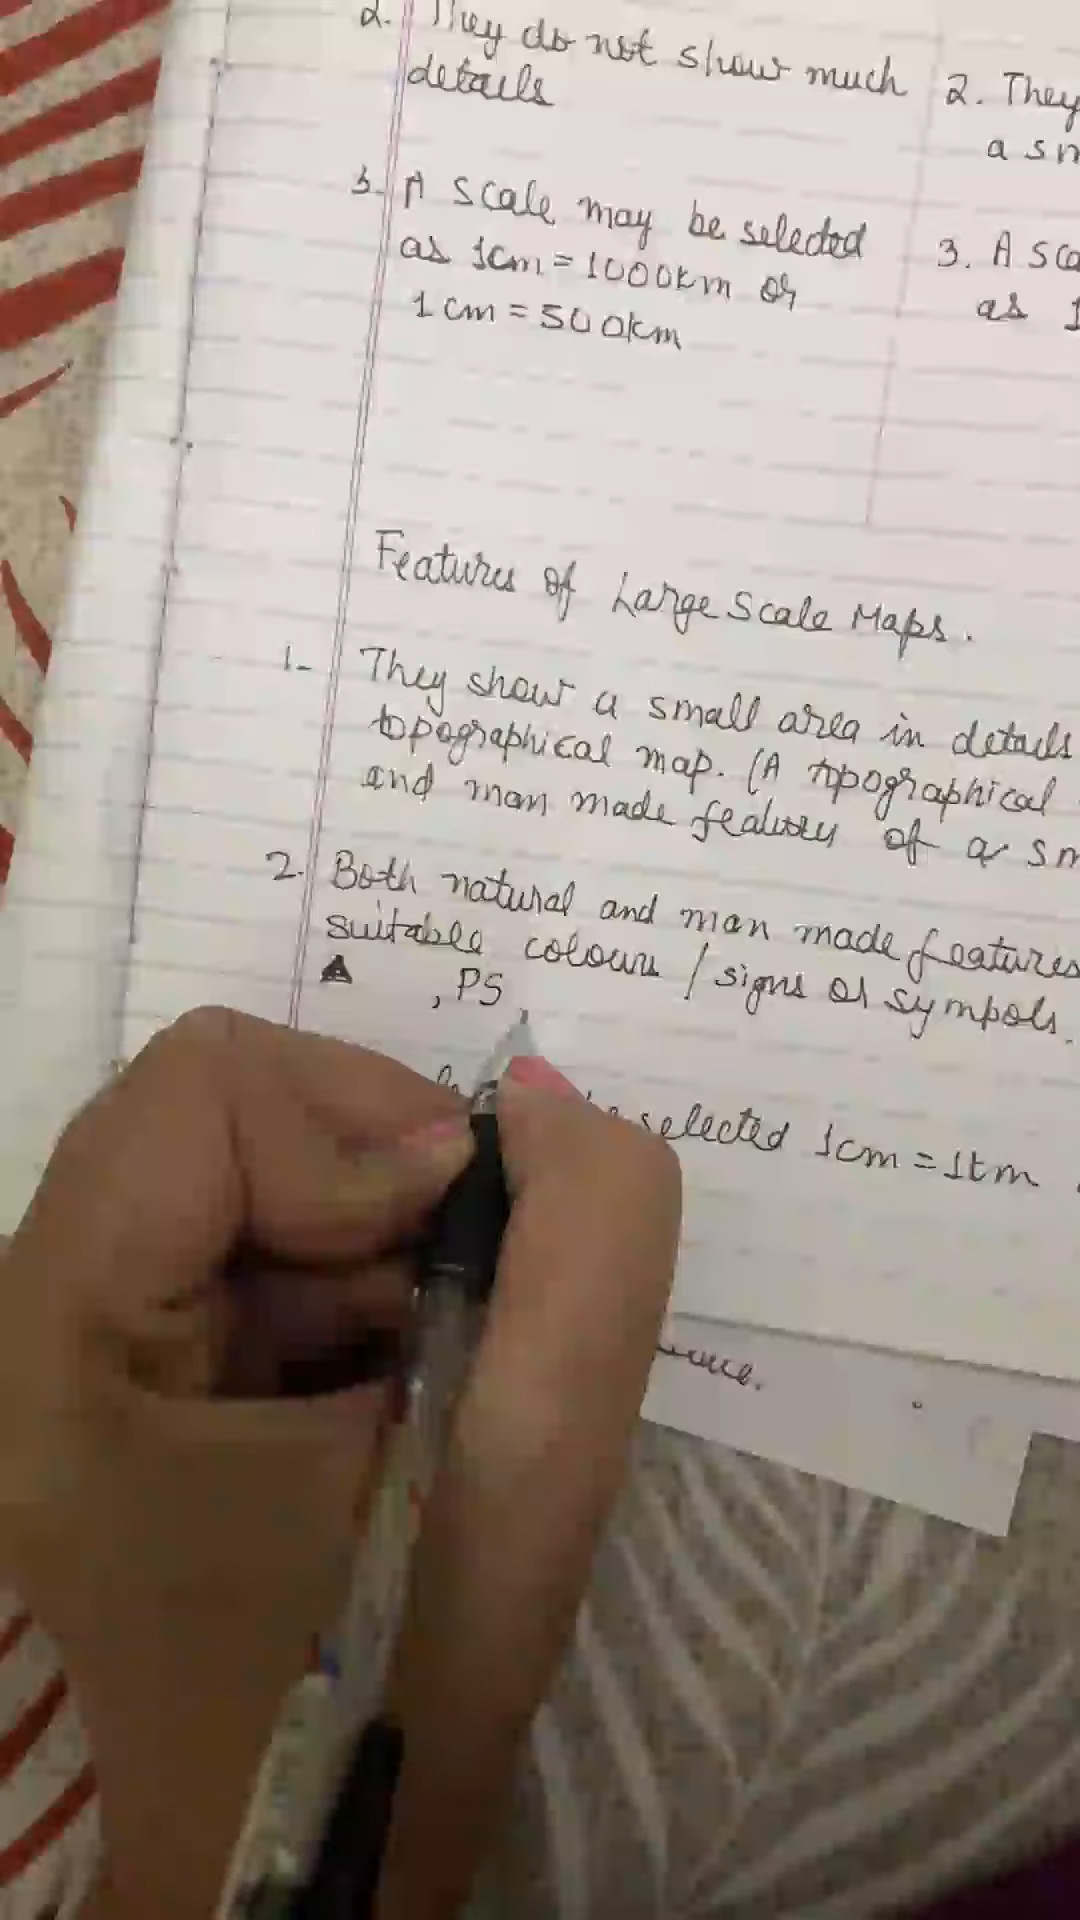 2. They do not show much
details
3. A scale may be selected
as 1cm = 1000km or
1 cm = 500km
2. They
a sm
3. A sca
as 1
Features of Large Scale Maps.
1- They show a small area in details
topographical map. (A topographical
and man made features of a sm
2. Both natural and man made features
suitable colours / signs or symbols.
, PS ,
selected 1cm = 1km